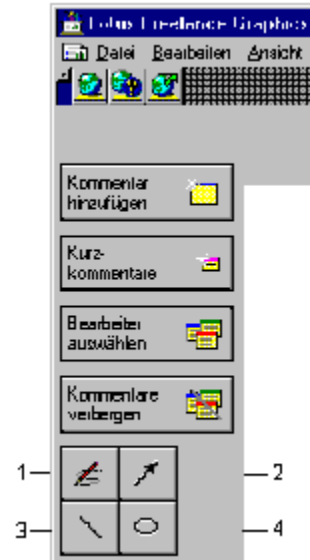 Lotus Freelance Graphics
Datei Bearbeiten Ansicht
Kommentar
hinzufügen
Kurz-
kommentare
Bearbeiter
auswählen
Kommentare
verbergen
1 2
3 4